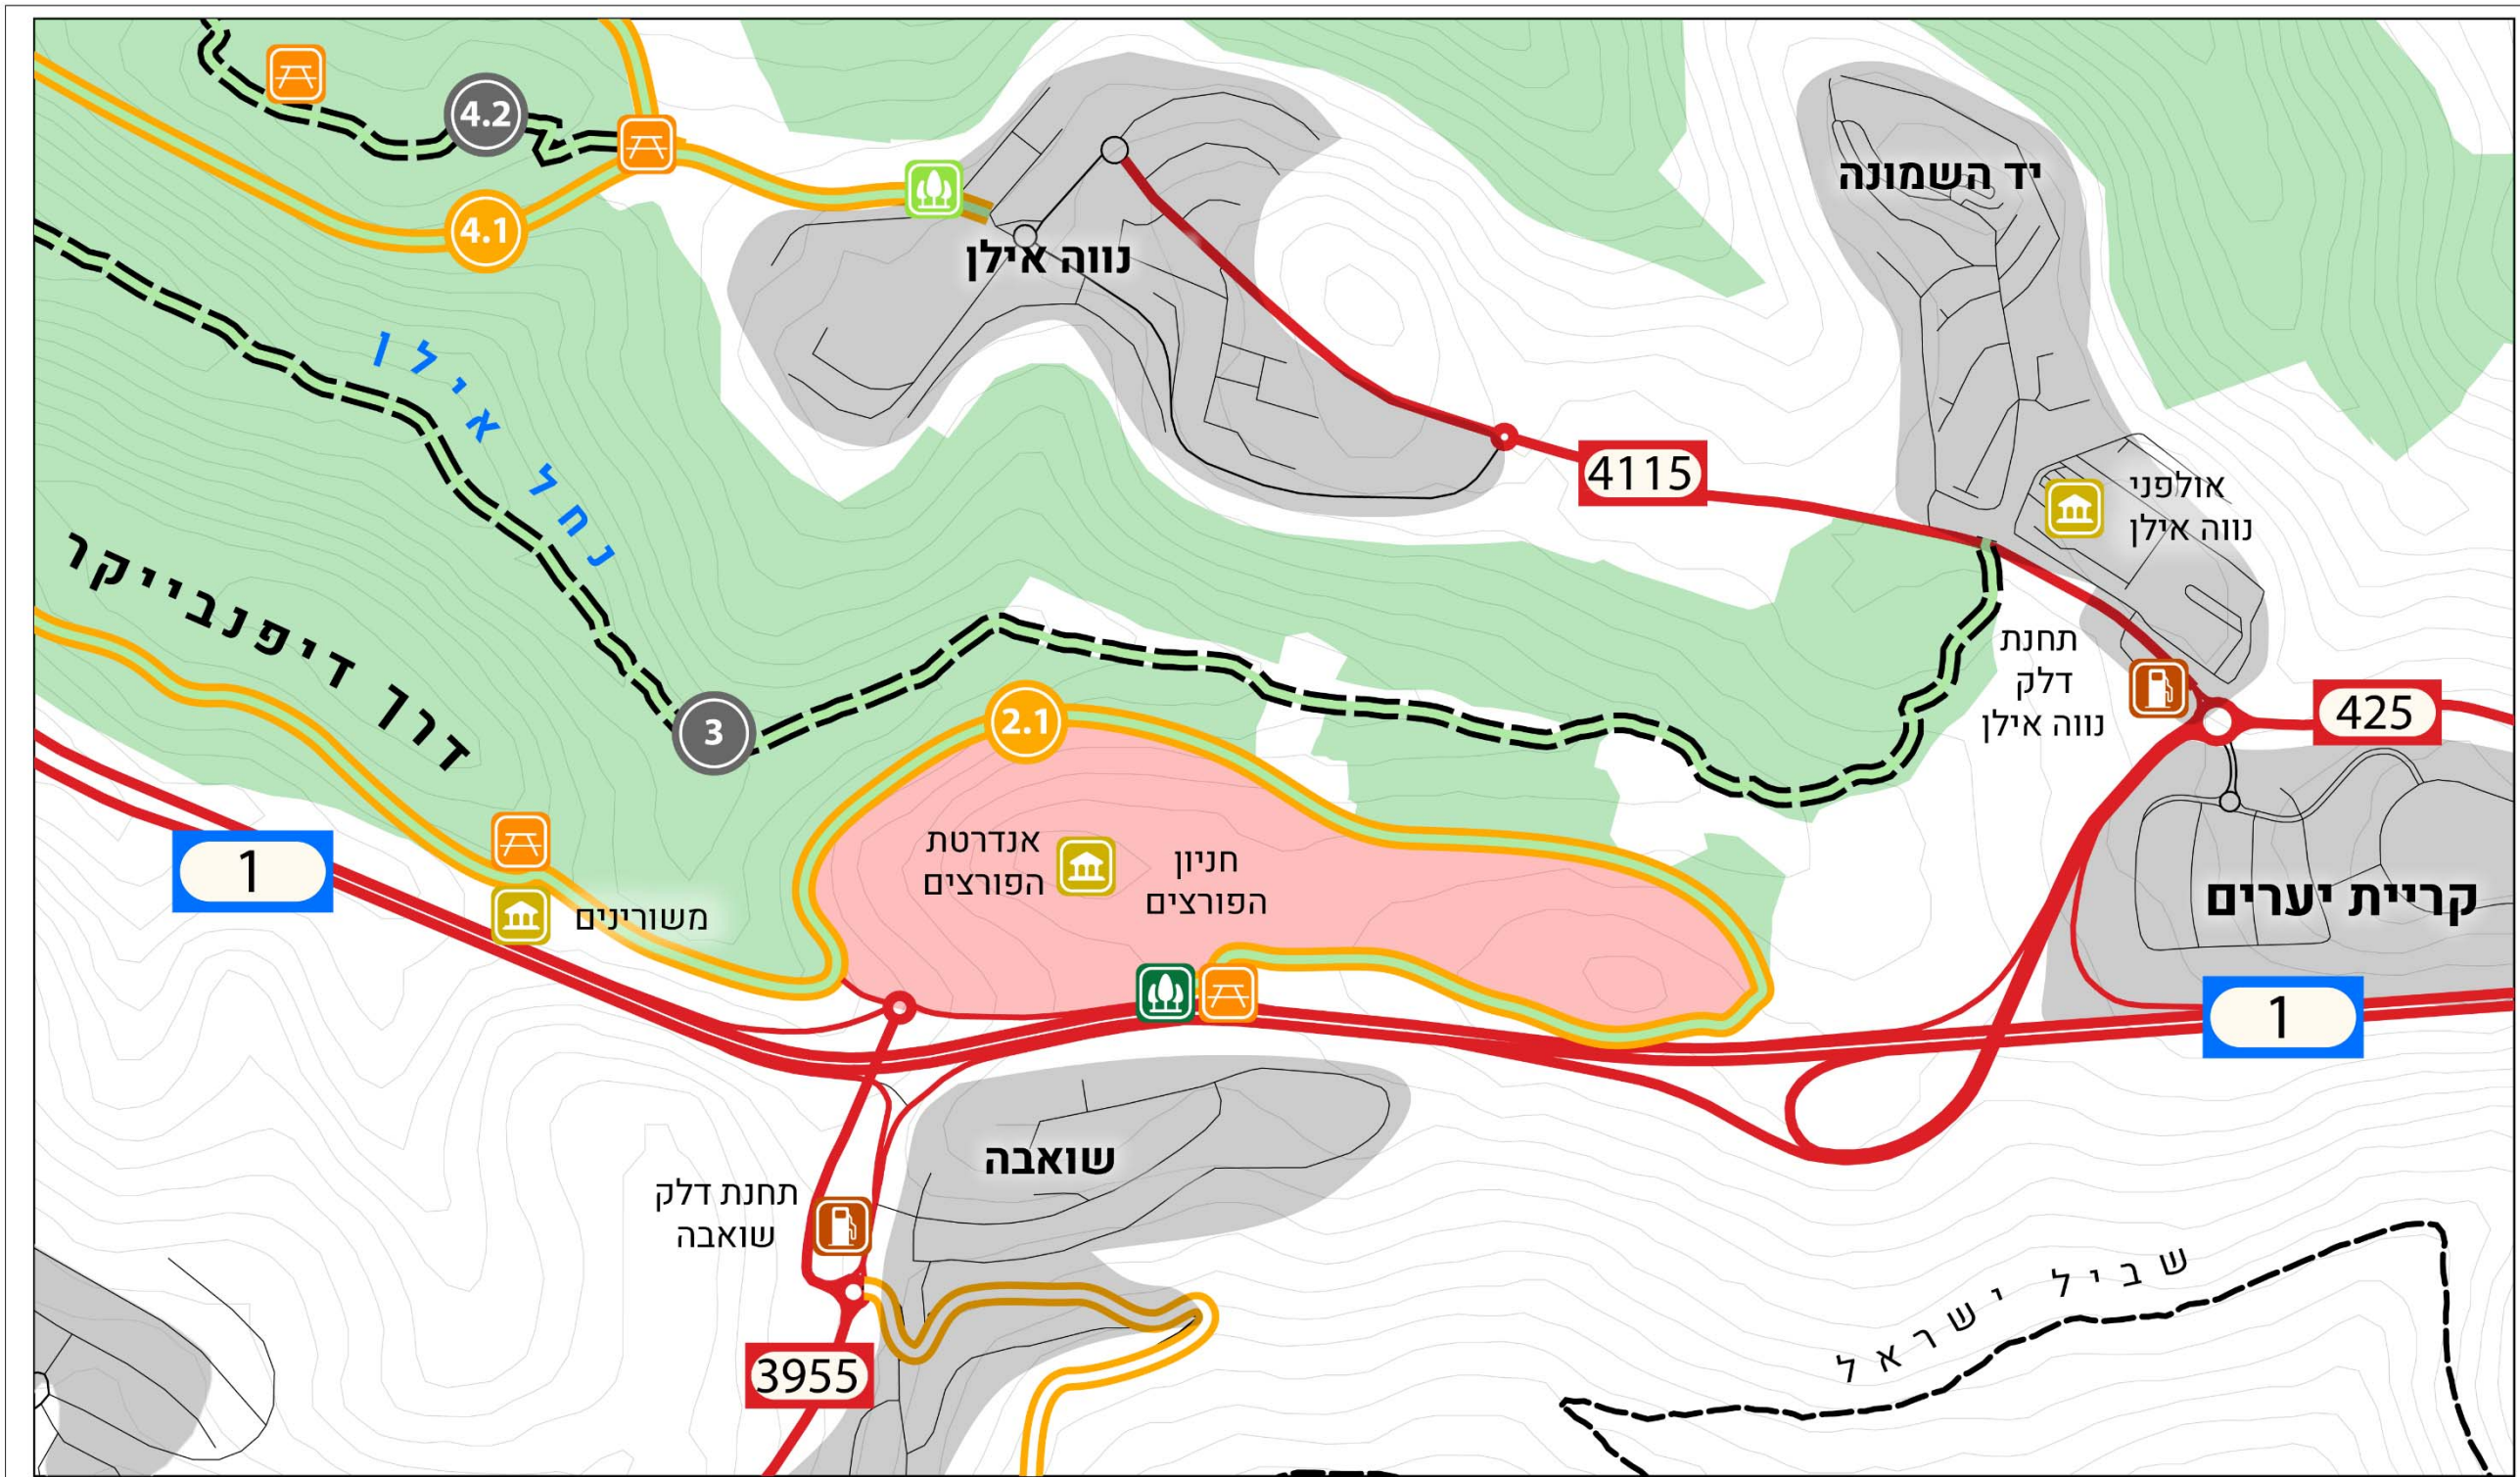 4.2
4.1
יד השמונה
נווה אילן
נחל אילן
4115
אולפני
נווה אילן
דרך דיפנבייקר
תחנת
דלק
נווה אילן
425
3
2.1
אנדרטת
הפורצים
חניון
הפורצים
1
משורינים
קריית יערים
1
שואבה
תחנת דלק
שואבה
שביל ישראל
3955